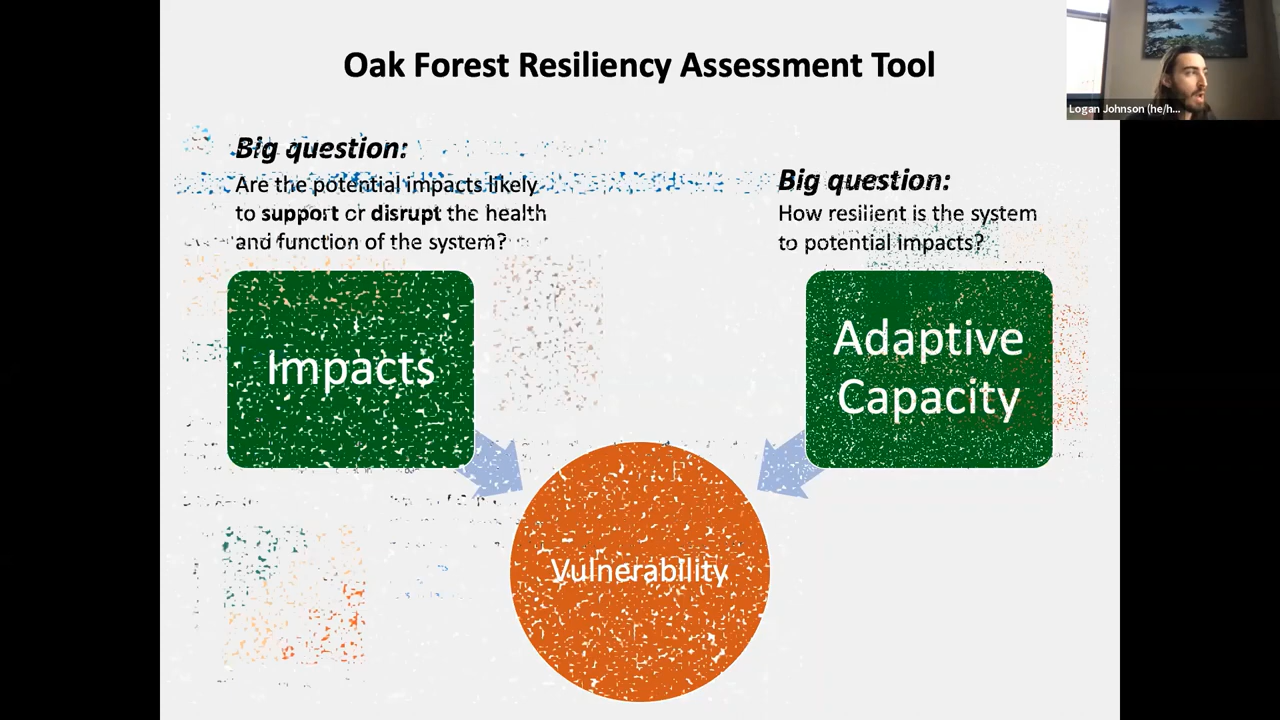 Oak Forest Resiliency Assessment Tool
Logan Johnson (he/h...
Big question:
Are the potential impacts likely
to support or disrupt the health
and function of the system?
Big question:
How resilient is the system
to potential impacts?
Impacts
Adaptive
Capacity
Vulnerability